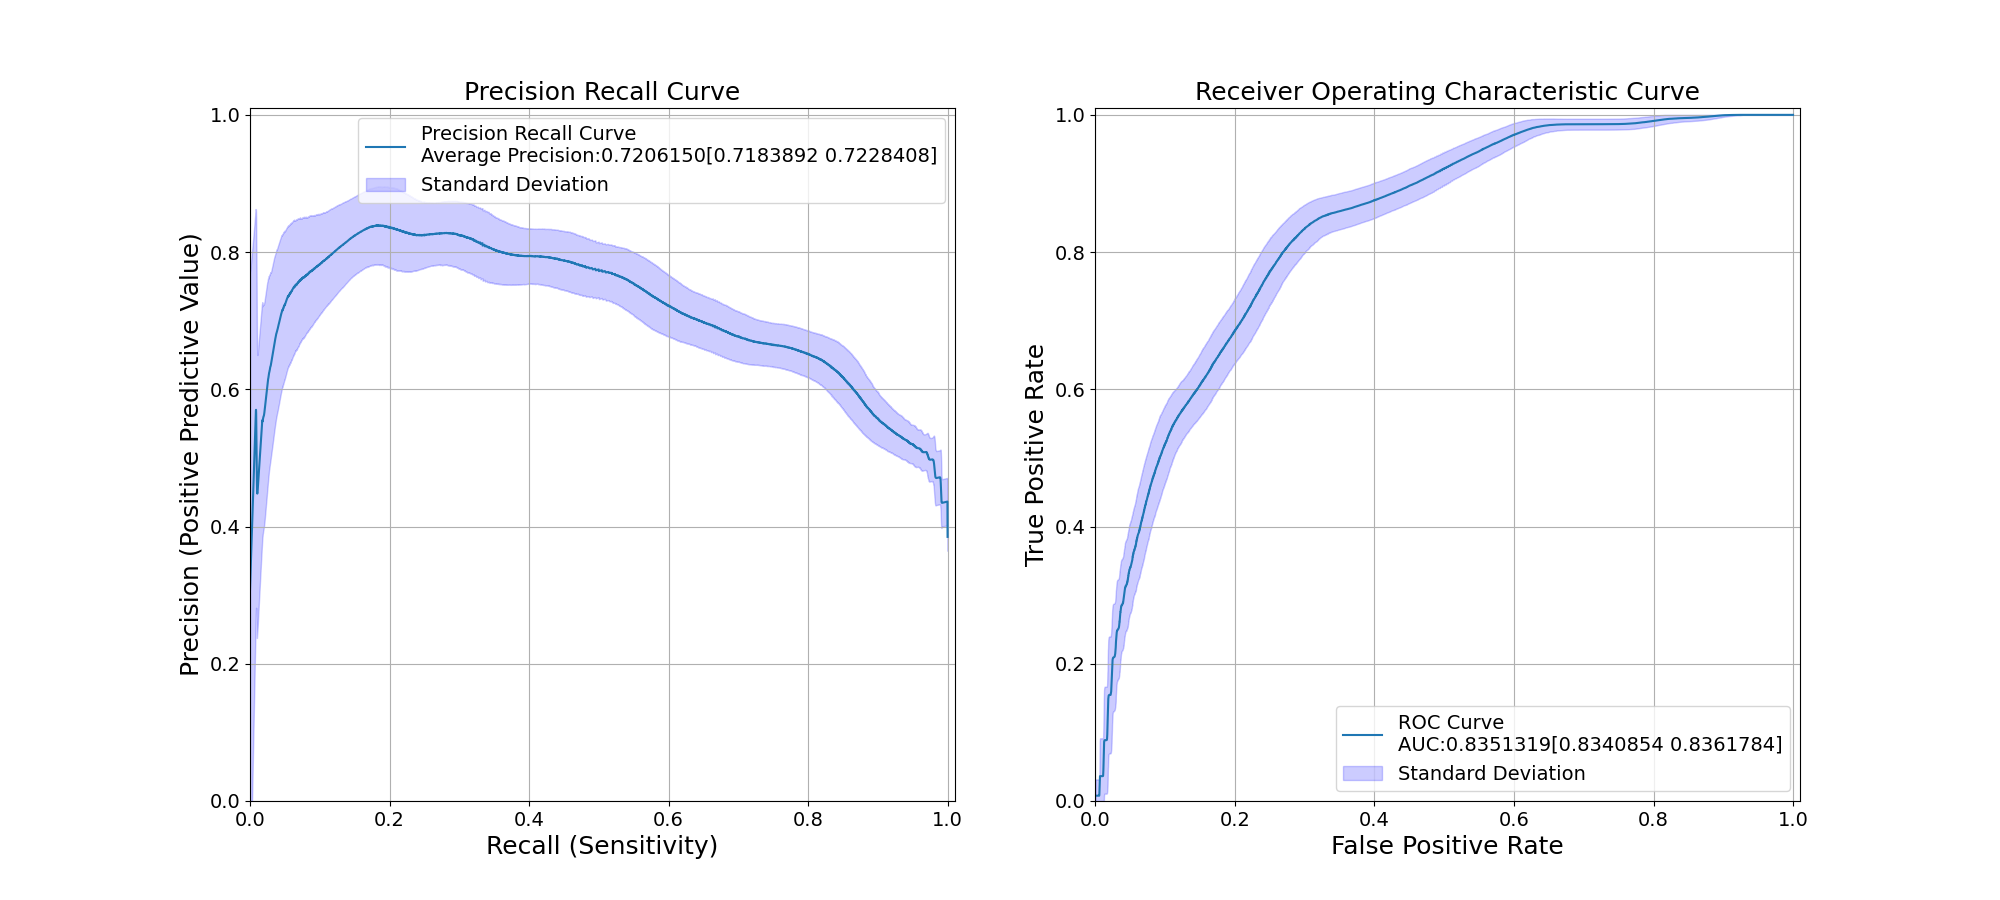 Precision Recall Curve
Precision Recall Curve
Average Precision:0.7206150[0.7183892 0.7228408]
Standard Deviation
Precision (Positive Predictive Value)
1.0
0.8
0.6
0.4
0.2
0.0
0.0 0.2 0.4 0.6 0.8 1.0
Recall (Sensitivity)
Receiver Operating Characteristic Curve
True Positive Rate
1.0
0.8
0.6
0.4
0.2
0.0
ROC Curve
AUC:0.8351319[0.8340854 0.8361784]
Standard Deviation
0.0 0.2 0.4 0.6 0.8 1.0
False Positive Rate